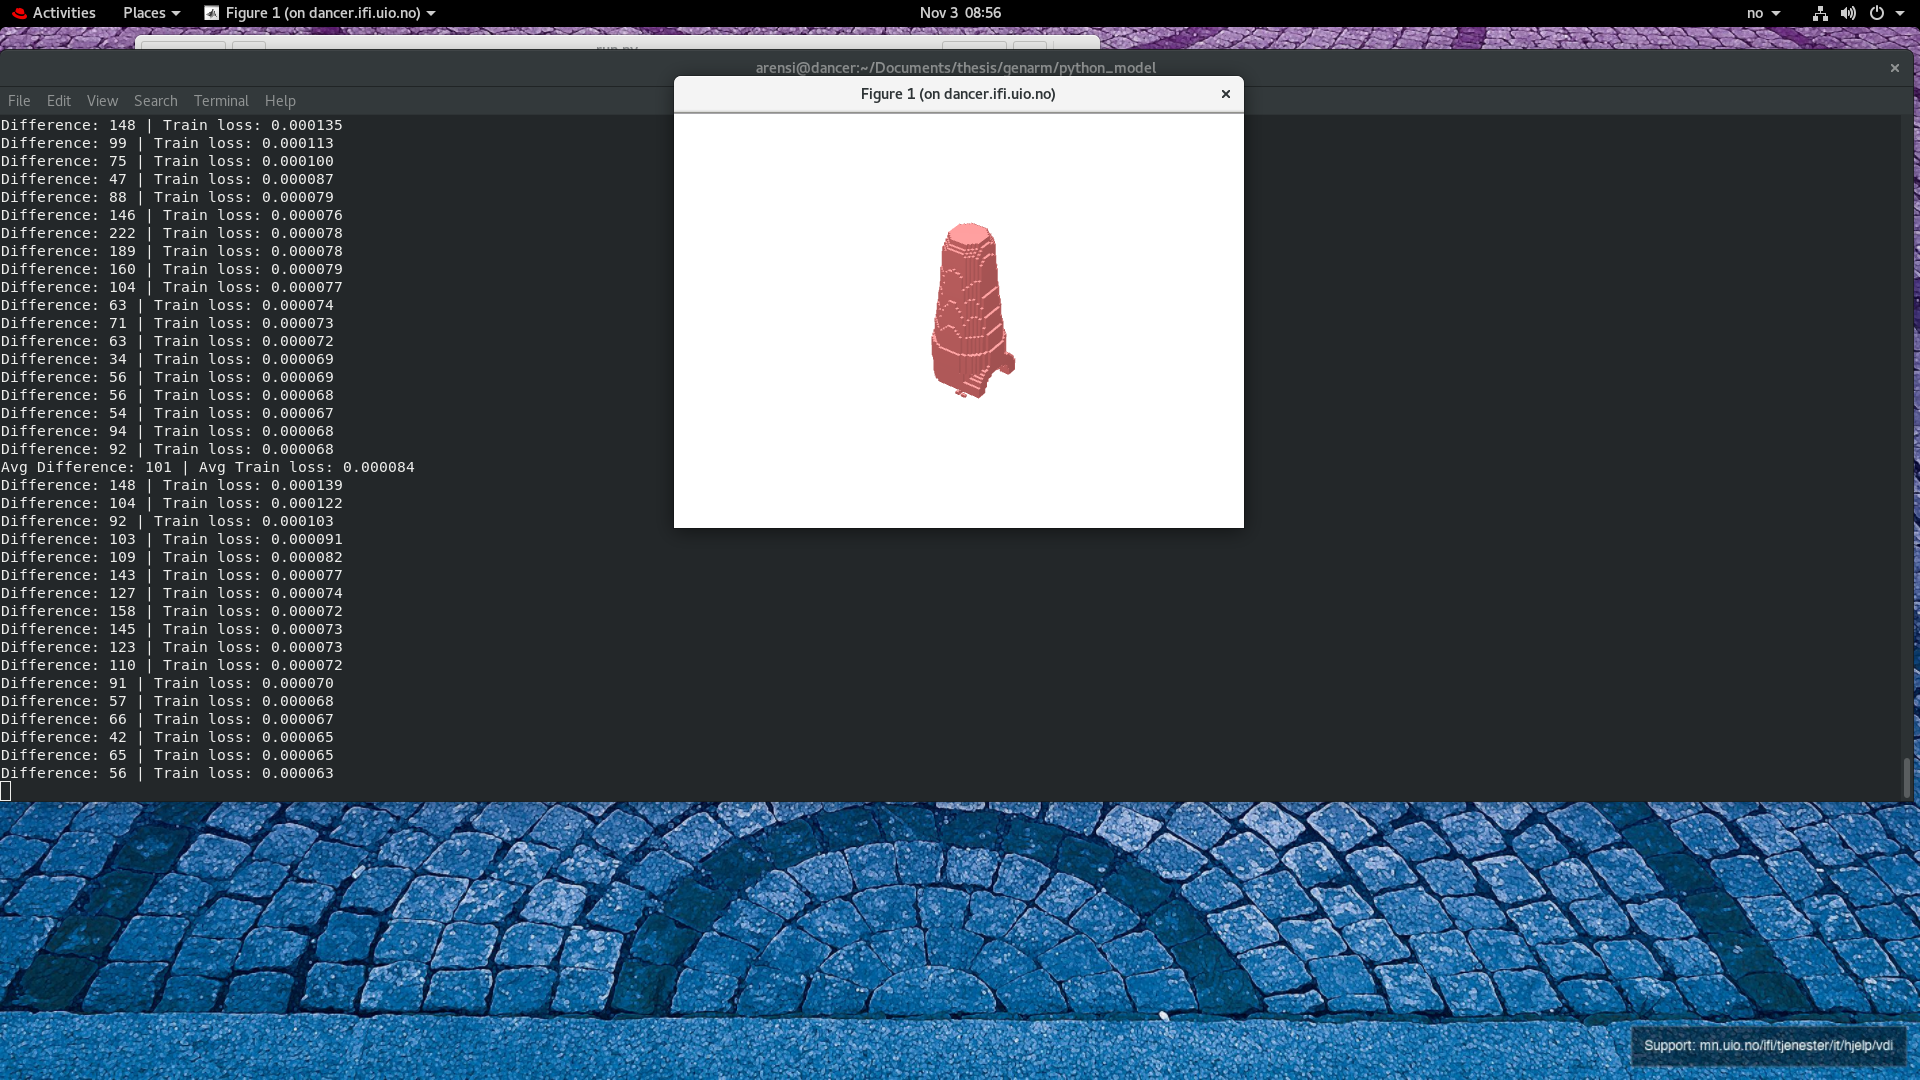 Activities Places Figure 1 (on dancer.ifi.uio.no) Nov 3 08:56 no
arensi@dancer:~/Documents/thesis/genarm/python_model
Figure 1 (on dancer.ifi.uio.no)
File Edit View Search Terminal Help
Difference: 148 | Train loss: 0.000135
Difference: 99 | Train loss: 0.000113
Difference: 75 | Train loss: 0.000100
Difference: 47 | Train loss: 0.000087
Difference: 88 | Train loss: 0.000079
Difference: 146 | Train loss: 0.000076
Difference: 222 | Train loss: 0.000078
Difference: 189 | Train loss: 0.000078
Difference: 160 | Train loss: 0.000079
Difference: 104 | Train loss: 0.000077
Difference: 63 | Train loss: 0.000074
Difference: 71 | Train loss: 0.000073
Difference: 63 | Train loss: 0.000072
Difference: 34 | Train loss: 0.000069
Difference: 56 | Train loss: 0.000069
Difference: 56 | Train loss: 0.000068
Difference: 54 | Train loss: 0.000067
Difference: 94 | Train loss: 0.000068
Difference: 92 | Train loss: 0.000068
Avg Difference: 101 | Avg Train loss: 0.000084
Difference: 148 | Train loss: 0.000139
Difference: 104 | Train loss: 0.000122
Difference: 92 | Train loss: 0.000103
Difference: 103 | Train loss: 0.000091
Difference: 109 | Train loss: 0.000082
Difference: 143 | Train loss: 0.000077
Difference: 127 | Train loss: 0.000074
Difference: 158 | Train loss: 0.000072
Difference: 145 | Train loss: 0.000073
Difference: 123 | Train loss: 0.000073
Difference: 110 | Train loss: 0.000072
Difference: 91 | Train loss: 0.000070
Difference: 57 | Train loss: 0.000068
Difference: 66 | Train loss: 0.000067
Difference: 42 | Train loss: 0.000065
Difference: 65 | Train loss: 0.000065
Difference: 56 | Train loss: 0.000063
Support: mn.uio.no/ifi/tjenester/it/hjelp/vdi